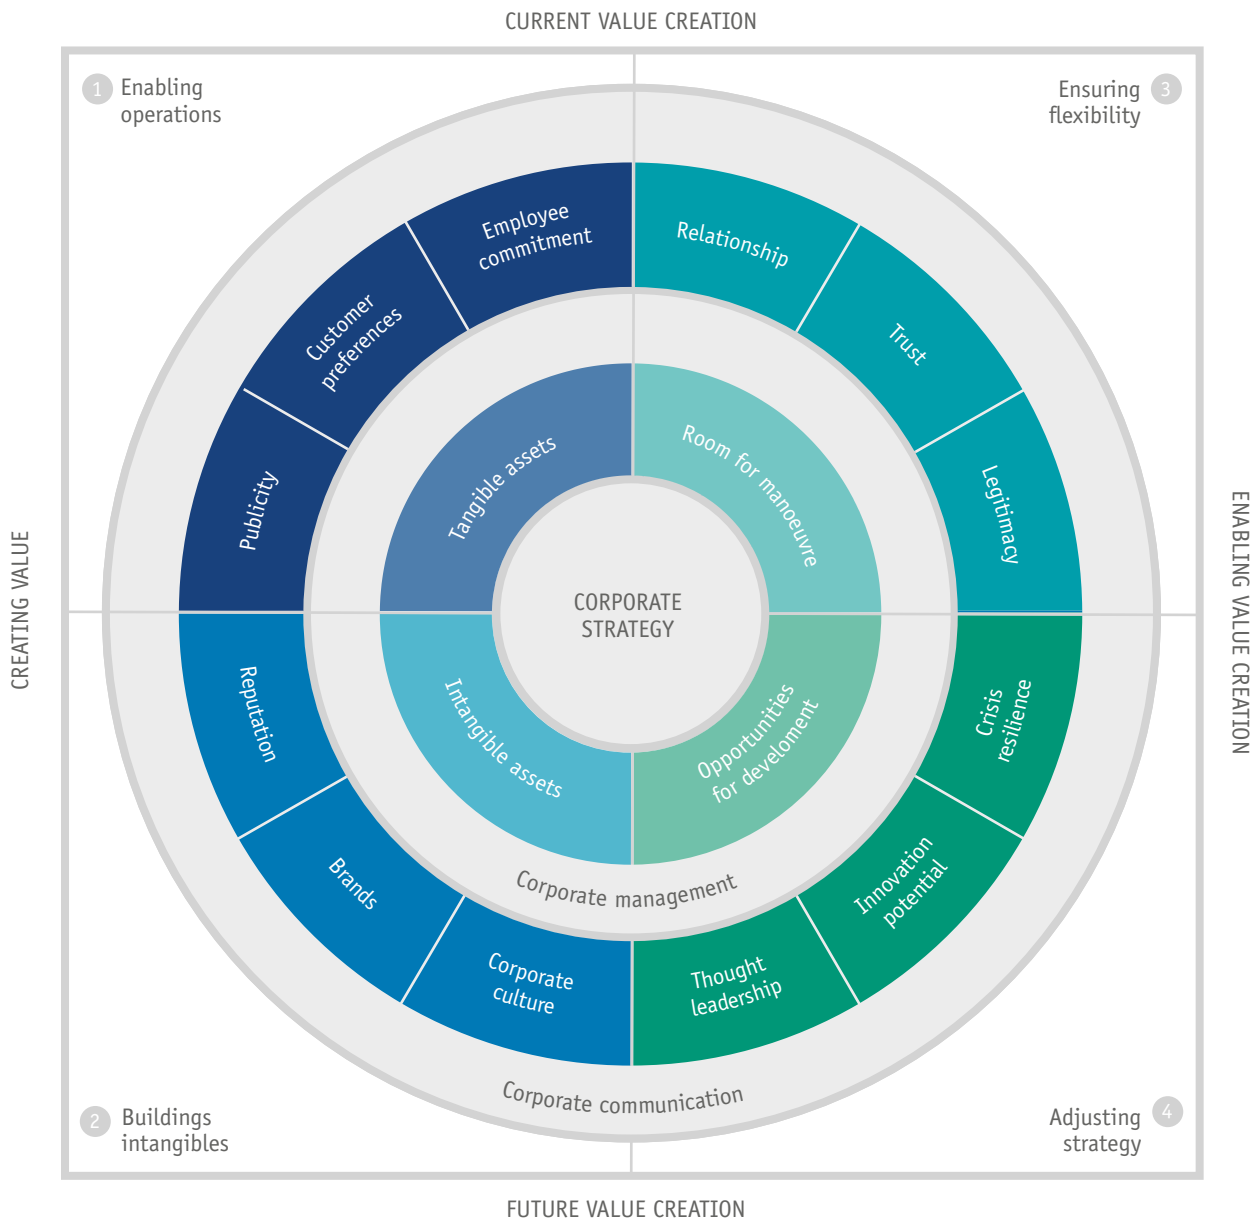 CURRENT VALUE CREATION
1
Enabling
operations
Ensuring
flexibility
3
Employee
commitment
Relationship
Customer
preferences
Trust
Publicity
Legitimacy
Tangible assets
Room for manoeuvre
CREATING VALUE
ENABLING VALUE CREATION
CORPORATE
STRATEGY
Reputation
Intangible assets
Opportunities
for develoment
Crisis
resilience
Brands
Innovation
potential
Corporate management
Corporate
culture
Thought
leadership
Corporate communication
2
Buildings
intangibles
Adjusting
strategy
4
FUTURE VALUE CREATION